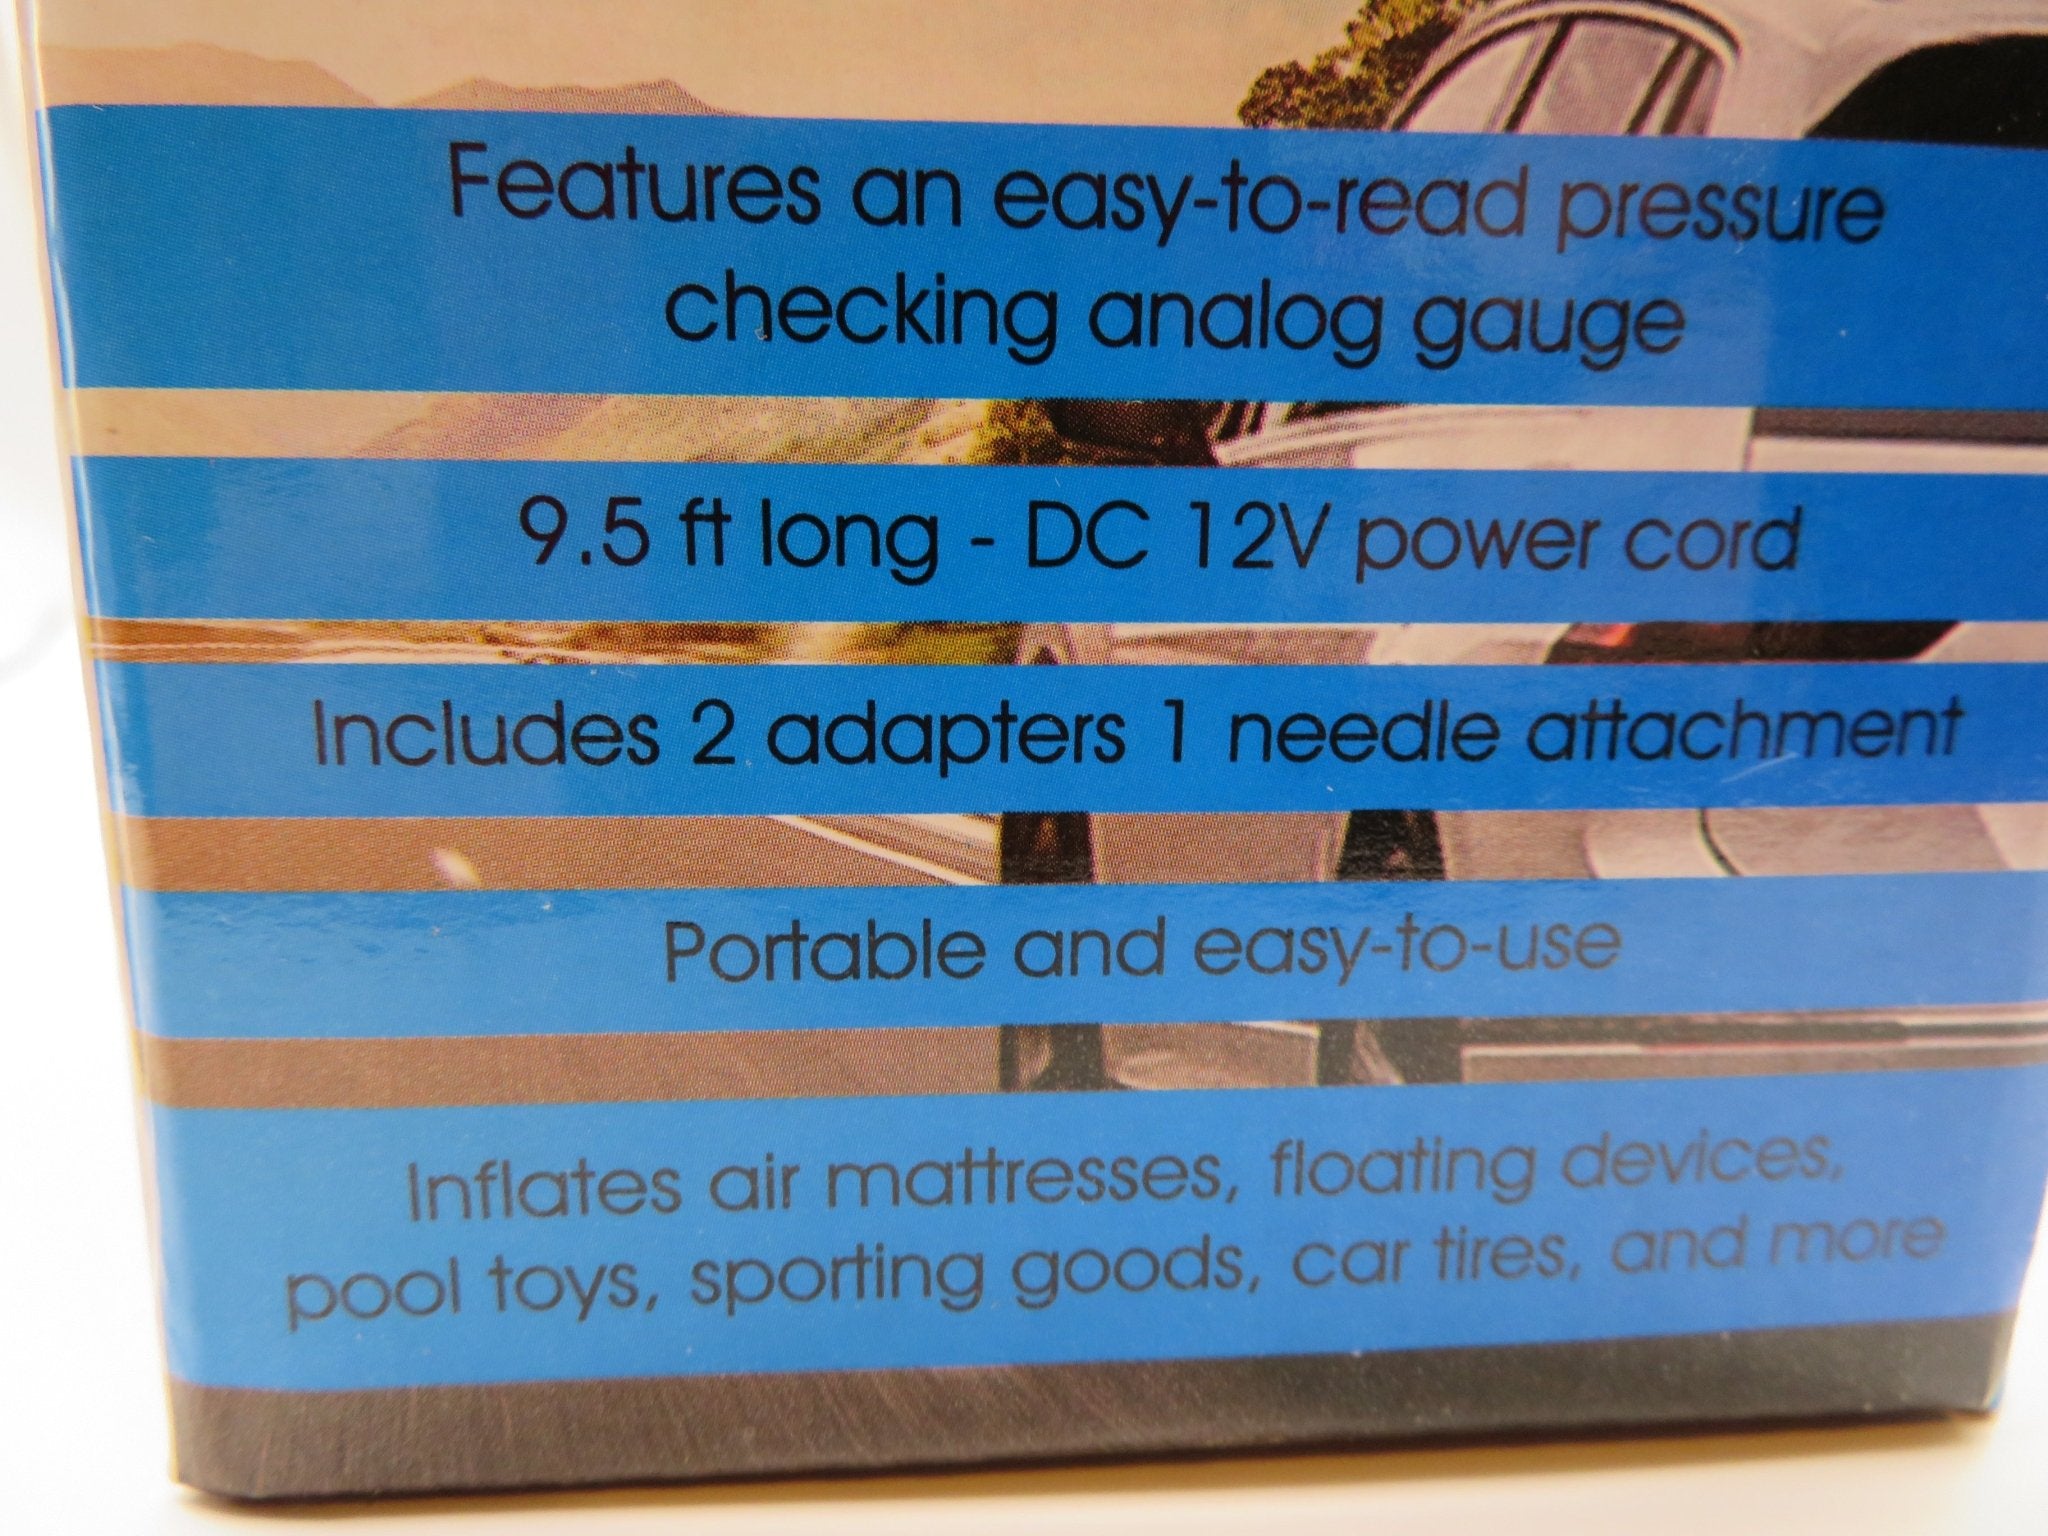 Features an easy-to-read pressure
checking analog gauge
9.5 ft long - DC 12V power cord
Includes 2 adapters 1 needle attachment
Portable and easy-to-use
Inflates air mattresses, floating devices,
pool toys, sporting goods, car tires, and more